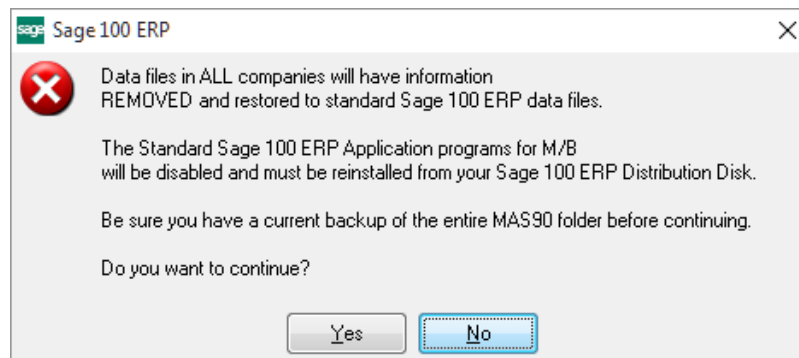 sage Sage 100 ERP
Data files in ALL companies will have information
REMOVED and restored to standard Sage 100 ERP data files.
The Standard Sage 100 ERP Application programs for M/B
will be disabled and must be reinstalled from your Sage 100 ERP Distribution Disk.
Be sure you have a current backup of the entire MAS90 folder before continuing.
Do you want to continue?
Yes No